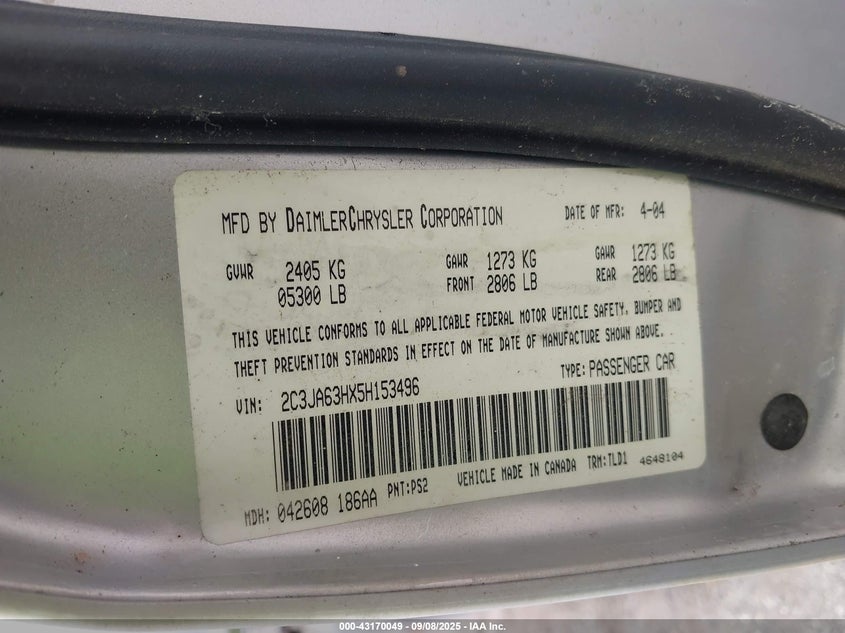 MFD BY DAIMLERCHRYSLER CORPORATION DATE OF MFR: 4-04
GVWR 2405 KG GAWR 1273 KG GAWR 1273 KG
05300 LB FRONT 2806 LB REAR 2806 LB
THIS VEHICLE CONFORMS TO ALL APPLICABLE FEDERAL MOTOR VEHICLE SAFETY, BUMPER AND
THEFT PREVENTION STANDARDS IN EFFECT ON THE DATE OF MANUFACTURE SHOWN ABOVE.
VIN: 2C3JA63HX5H153496 TYPE: PASSENGER CAR
MDH: 042608 186AA PNT:PS2 VEHICLE MADE IN CANADA TRM:TLD1 4648104
000-43170049 - 09/08/2025 - IAA Inc.